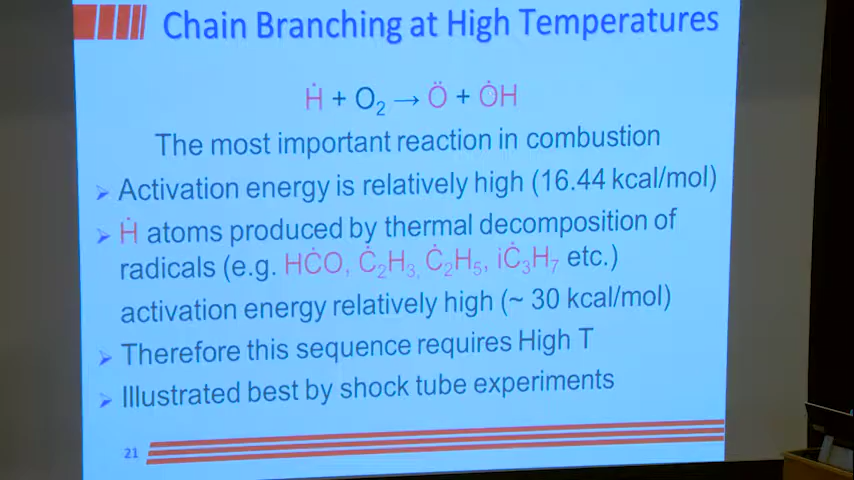 Chain Branching at High Temperatures
Ḣ + O₂ → Ö + ȮH
The most important reaction in combustion
➢ Activation energy is relatively high (16.44 kcal/mol)
➢ Ḣ atoms produced by thermal decomposition of
radicals (e.g. HĊO, Ċ₂H₃, Ċ₂H₅, iĊ₃H₇ etc.)
activation energy relatively high (~ 30 kcal/mol)
➢ Therefore this sequence requires High T
➢ Illustrated best by shock tube experiments
21